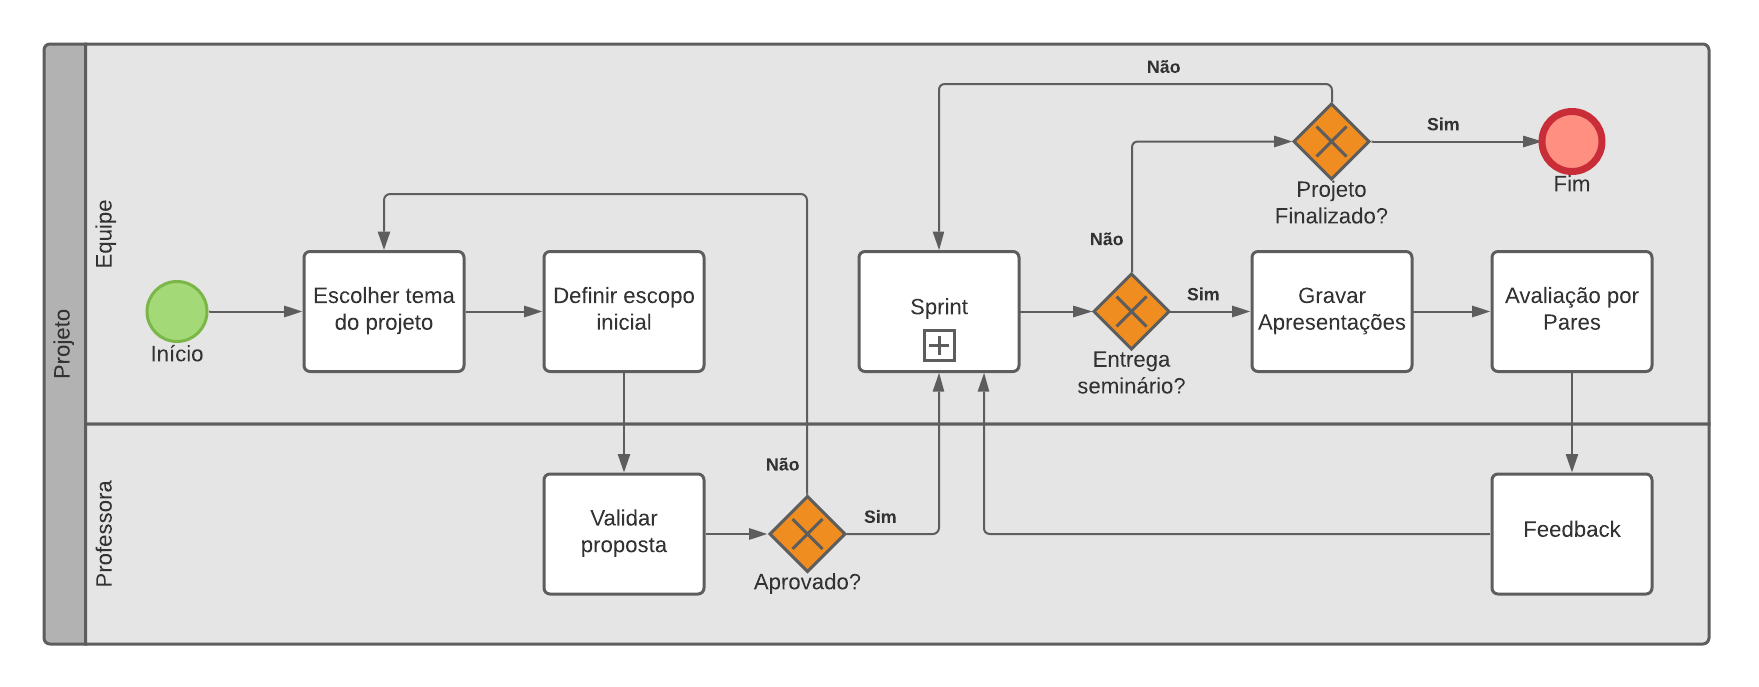 Projeto
Equipe
Professora
Início
Escolher tema
do projeto
Definir escopo
inicial
Validar
proposta
Aprovado?
Não
Sim
Sprint
Entrega
seminário?
Não
Sim
Projeto
Finalizado?
Não
Sim
Fim
Gravar
Apresentações
Avaliação por
Pares
Feedback